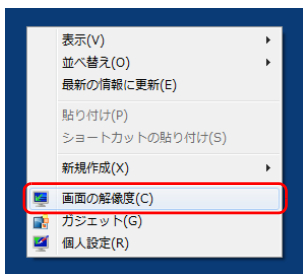 表示(V)
並べ替え(O)
最新の情報に更新(E)
貼り付け(P)
ショートカットの貼り付け(S)
新規作成(X)
画面の解像度(C)
ガジェット(G)
個人設定(R)